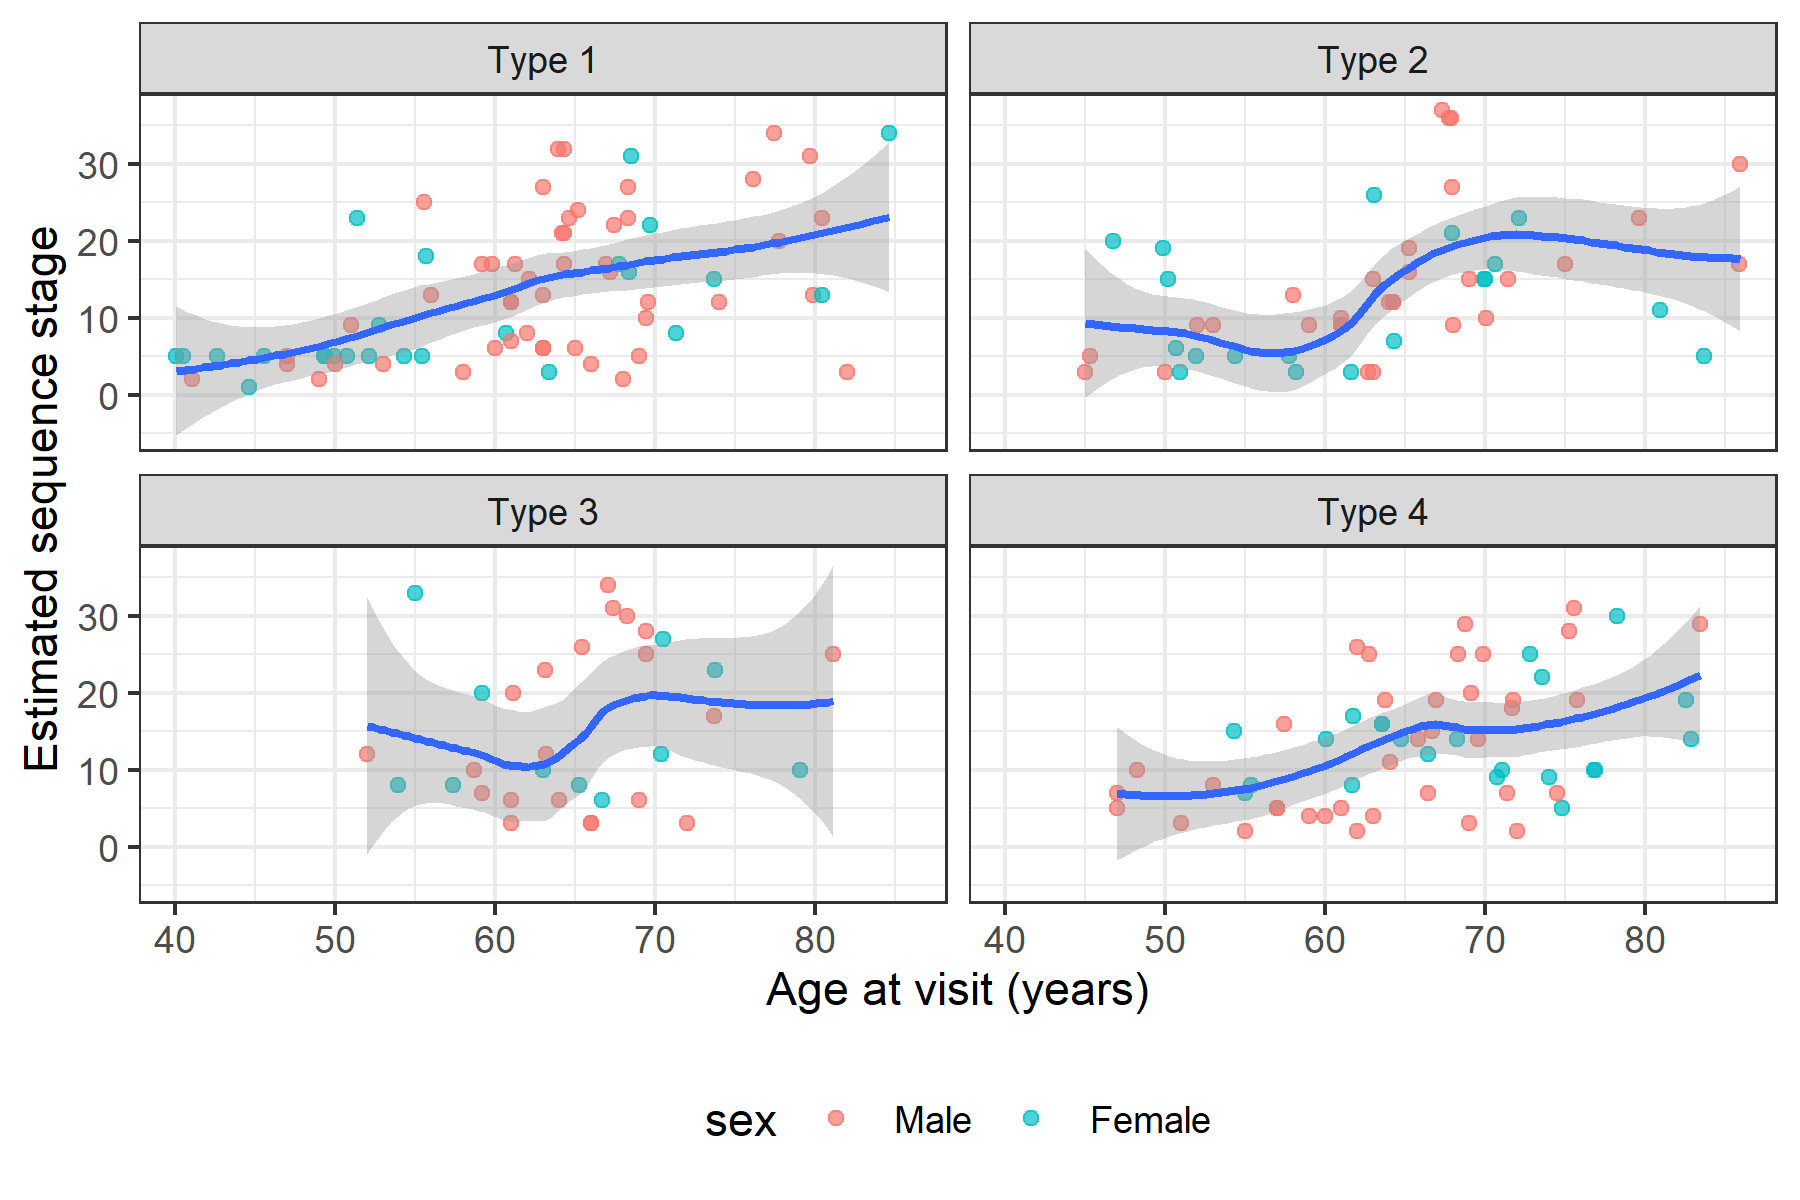 Type 1
Type 2
30
20
10
0
Type 3
Type 4
30
20
10
0
Estimated sequence stage
40 50 60 70 80
40 50 60 70 80
Age at visit (years)
sex Male Female